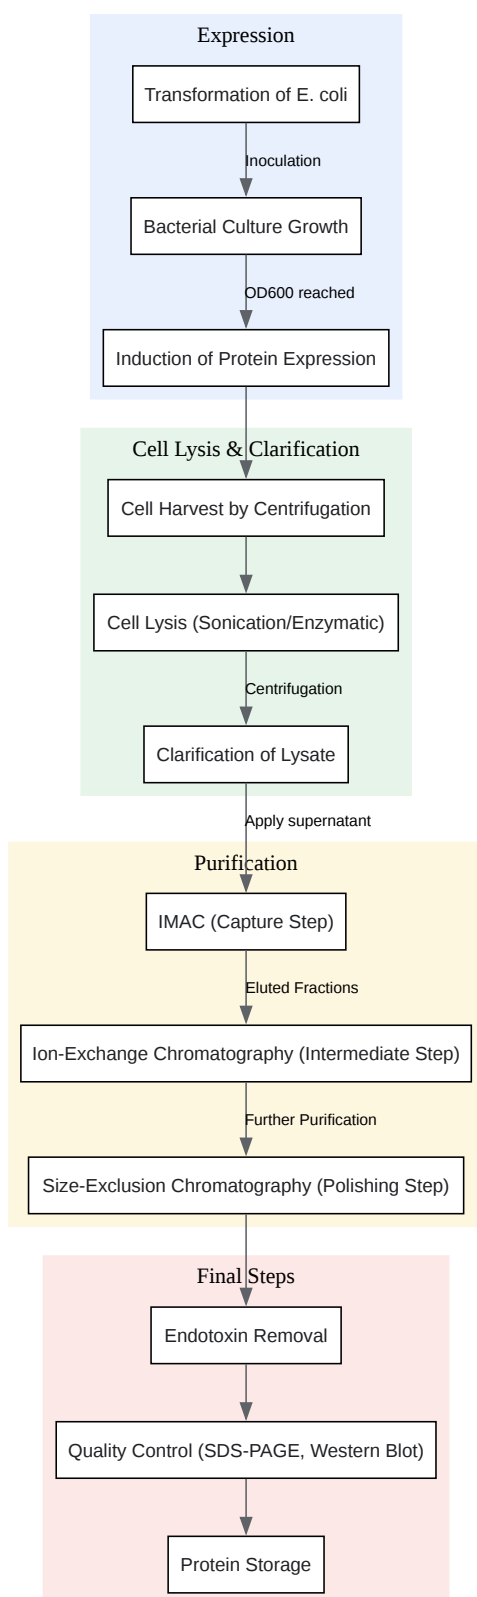 Expression
Transformation of E. coli
Inoculation
Bacterial Culture Growth
OD600 reached
Induction of Protein Expression
Cell Lysis & Clarification
Cell Harvest by Centrifugation
Cell Lysis (Sonication/Enzymatic)
Centrifugation
Clarification of Lysate
Apply supernatant
Purification
IMAC (Capture Step)
Eluted Fractions
Ion-Exchange Chromatography (Intermediate Step)
Further Purification
Size-Exclusion Chromatography (Polishing Step)
Final Steps
Endotoxin Removal
Quality Control (SDS-PAGE, Western Blot)
Protein Storage